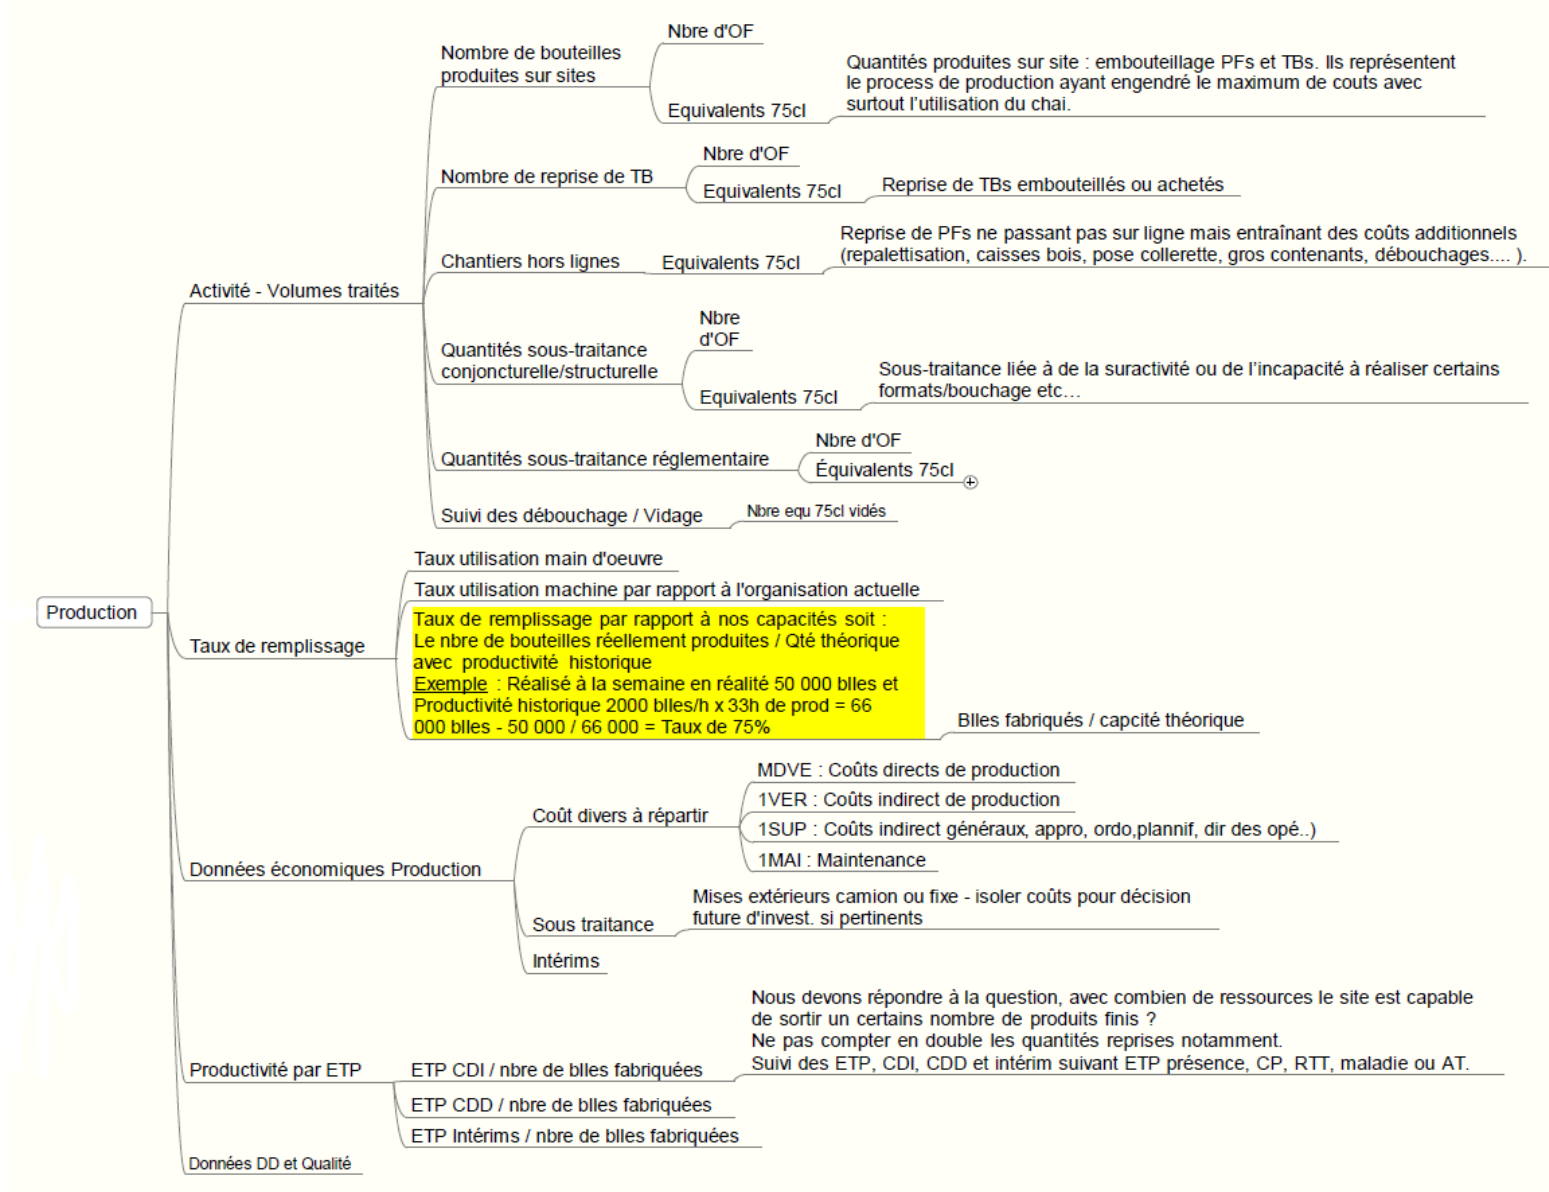 Production
Activité - Volumes traités
Nombre de bouteilles
produites sur sites
Nbre d'OF
Equivalents 75cl
Quantités produites sur site : embouteillage PFs et TBs. Ils représentent
le process de production ayant engendré le maximum de couts avec
surtout l'utilisation du chai.
Nombre de reprise de TB
Nbre d'OF
Equivalents 75cl
Reprise de TBs embouteillés ou achetés
Chantiers hors lignes
Equivalents 75cl
Reprise de PFs ne passant pas sur ligne mais entraînant des coûts additionnels
(repalettisation, caisses bois, pose collerette, gros contenants, débouchages.... ).
Quantités sous-traitance
conjoncturelle/structurelle
Nbre
d'OF
Equivalents 75cl
Sous-traitance liée à de la suractivité ou de l'incapacité à réaliser certains
formats/bouchage etc…
Quantités sous-traitance réglementaire
Nbre d'OF
Équivalents 75cl
Suivi des débouchage / Vidage
Nbre equ 75cl vidés
Taux de remplissage
Taux utilisation main d'oeuvre
Taux utilisation machine par rapport à l'organisation actuelle
Taux de remplissage par rapport à nos capacités soit :
Le nbre de bouteilles réellement produites / Qté théorique
avec productivité historique
Exemple : Réalisé à la semaine en réalité 50 000 blles et
Productivité historique 2000 blles/h x 33h de prod = 66
000 blles - 50 000 / 66 000 = Taux de 75%
Blles fabriqués / capcité théorique
Données économiques Production
Coût divers à répartir
MDVE : Coûts directs de production
1VER : Coûts indirect de production
1SUP : Coûts indirect généraux, appro, ordo,plannif, dir des opé..)
1MAI : Maintenance
Sous traitance
Mises extérieurs camion ou fixe - isoler coûts pour décision
future d'invest. si pertinents
Intérims
Productivité par ETP
ETP CDI / nbre de blles fabriquées
Nous devons répondre à la question, avec combien de ressources le site est capable
de sortir un certains nombre de produits finis ?
Ne pas compter en double les quantités reprises notamment.
Suivi des ETP, CDI, CDD et intérim suivant ETP présence, CP, RTT, maladie ou AT.
ETP CDD / nbre de blles fabriquées
ETP Intérims / nbre de blles fabriquées
Données DD et Qualité